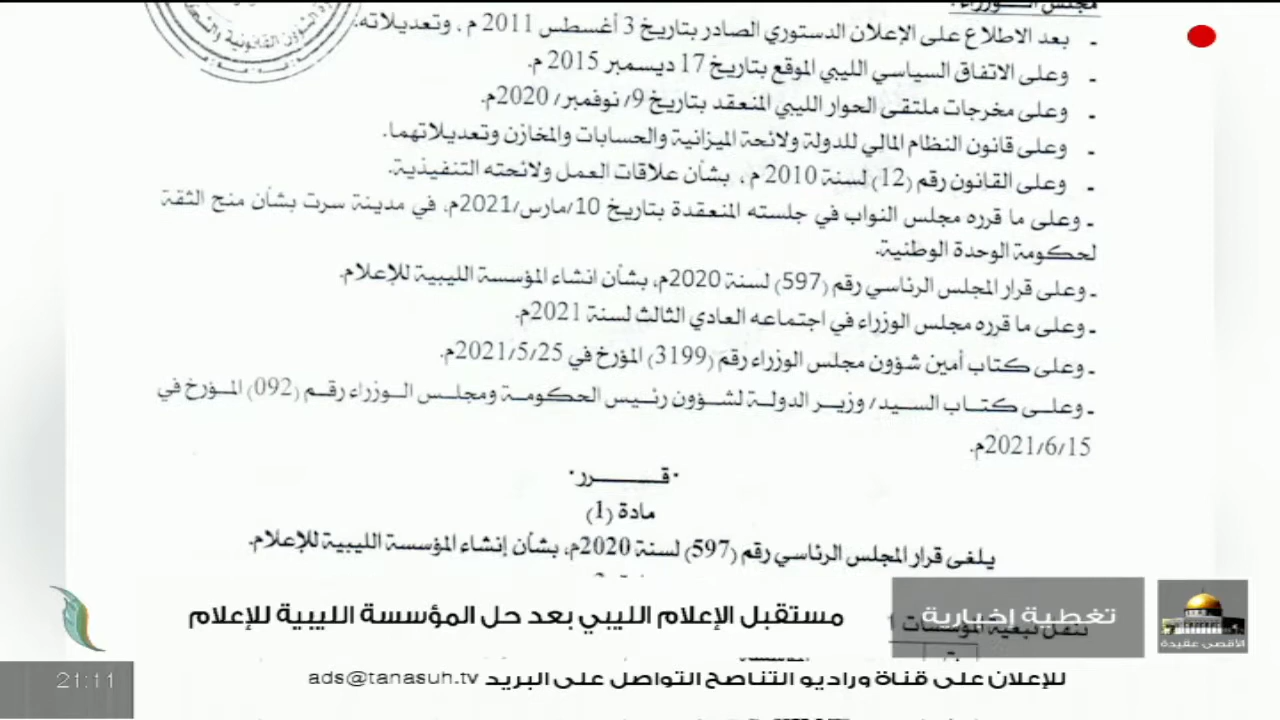 مجلس الوزراء:
- بعد الاطلاع على الإعلان الدستوري الصادر بتاريخ 3 أغسطس 2011 م ، وتعديلاته.
- وعلى الاتفاق السياسي الليبي الموقع بتاريخ 17 ديسمبر 2015 م.
- وعلى مخرجات ملتقى الحوار الليبي المنعقد بتاريخ 9/ نوفمبر/ 2020م.
- وعلى قانون النظام المالي للدولة ولائحة الميزانية والحسابات والمخازن وتعديلاتهما.
- وعلى القانون رقم (12) لسنة 2010 م ، بشأن علاقات العمل ولائحته التنفيذية.
- وعلى ما قرره مجلس النواب في جلسته المنعقدة بتاريخ 10/مارس/2021م، في مدينة سرت بشأن منح الثقة
لحكومة الوحدة الوطنية.
- وعلى قرار المجلس الرئاسي رقم (597) لسنة 2020م، بشأن انشاء المؤسسة الليبية للإعلام.
- وعلى ما قرره مجلس الوزراء في اجتماعه العادي الثالث لسنة 2021م.
- وعلى كتاب أمين شؤون مجلس الوزراء رقم (3199) المؤرخ في 2021/5/25م.
- وعلى كتاب السيد/ وزير الدولة لشؤون رئيس الحكومة ومجلس الوزراء رقم (092) المؤرخ في
2021/6/15م.
·قـــــرر·
مادة (1)
يلغى قرار المجلس الرئاسي رقم (597) لسنة 2020م، بشأن إنشاء المؤسسة الليبية للإعلام.
تغطية إخبارية
مستقبل الإعلام الليبي بعد حل المؤسسة الليبية للإعلام
تنقل تبعية المؤسسات
الأقصى عقيدة
للإعلان على قناة وراديو التناصح التواصل على البريد ads@tanasuh.tv
21:11